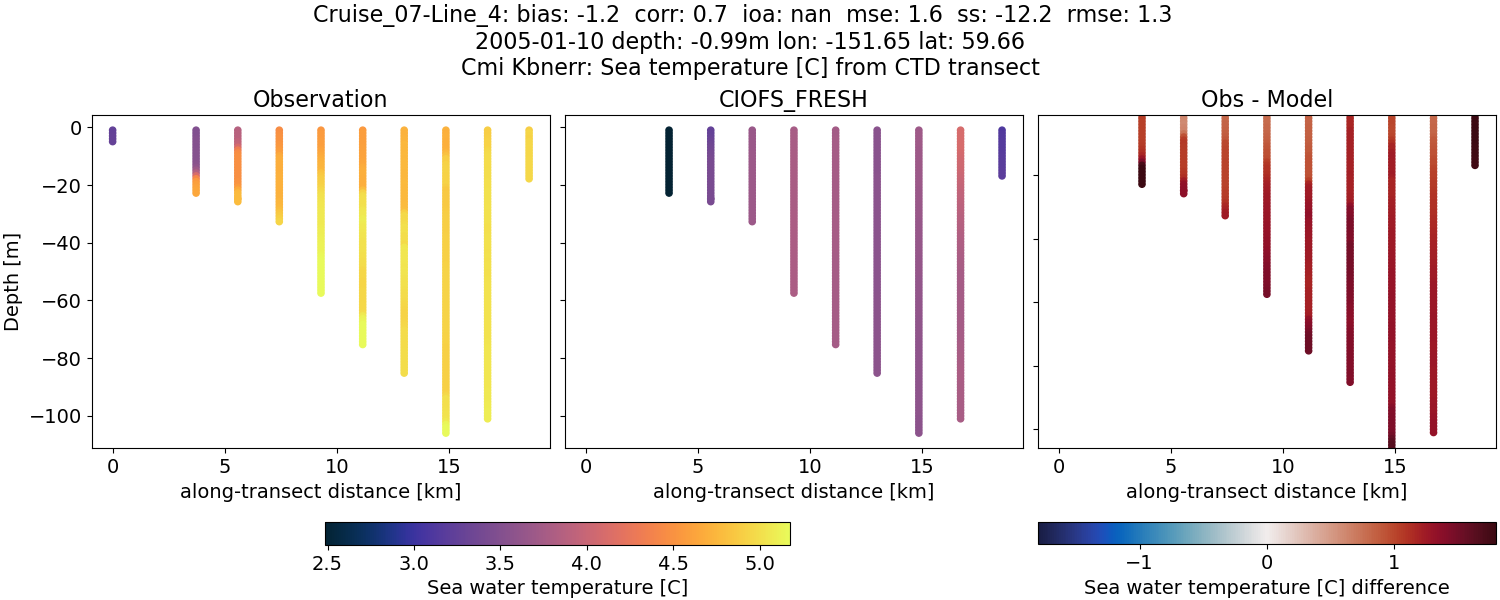 Cruise_07-Line_4: bias: -1.2  corr: 0.7  ioa: nan  mse: 1.6  ss: -12.2  rmse: 1.3
2005-01-10 depth: -0.99m lon: -151.65 lat: 59.66
Cmi Kbnerr: Sea temperature [C] from CTD transect
Observation
CIOFS_FRESH
Obs - Model
Depth [m]
0
−20
−40
−60
−80
−100
0 5 10 15
0 5 10 15
0 5 10 15
along-transect distance [km]
along-transect distance [km]
along-transect distance [km]
2.5 3.0 3.5 4.0 4.5 5.0
−1 0 1
Sea water temperature [C]
Sea water temperature [C] difference